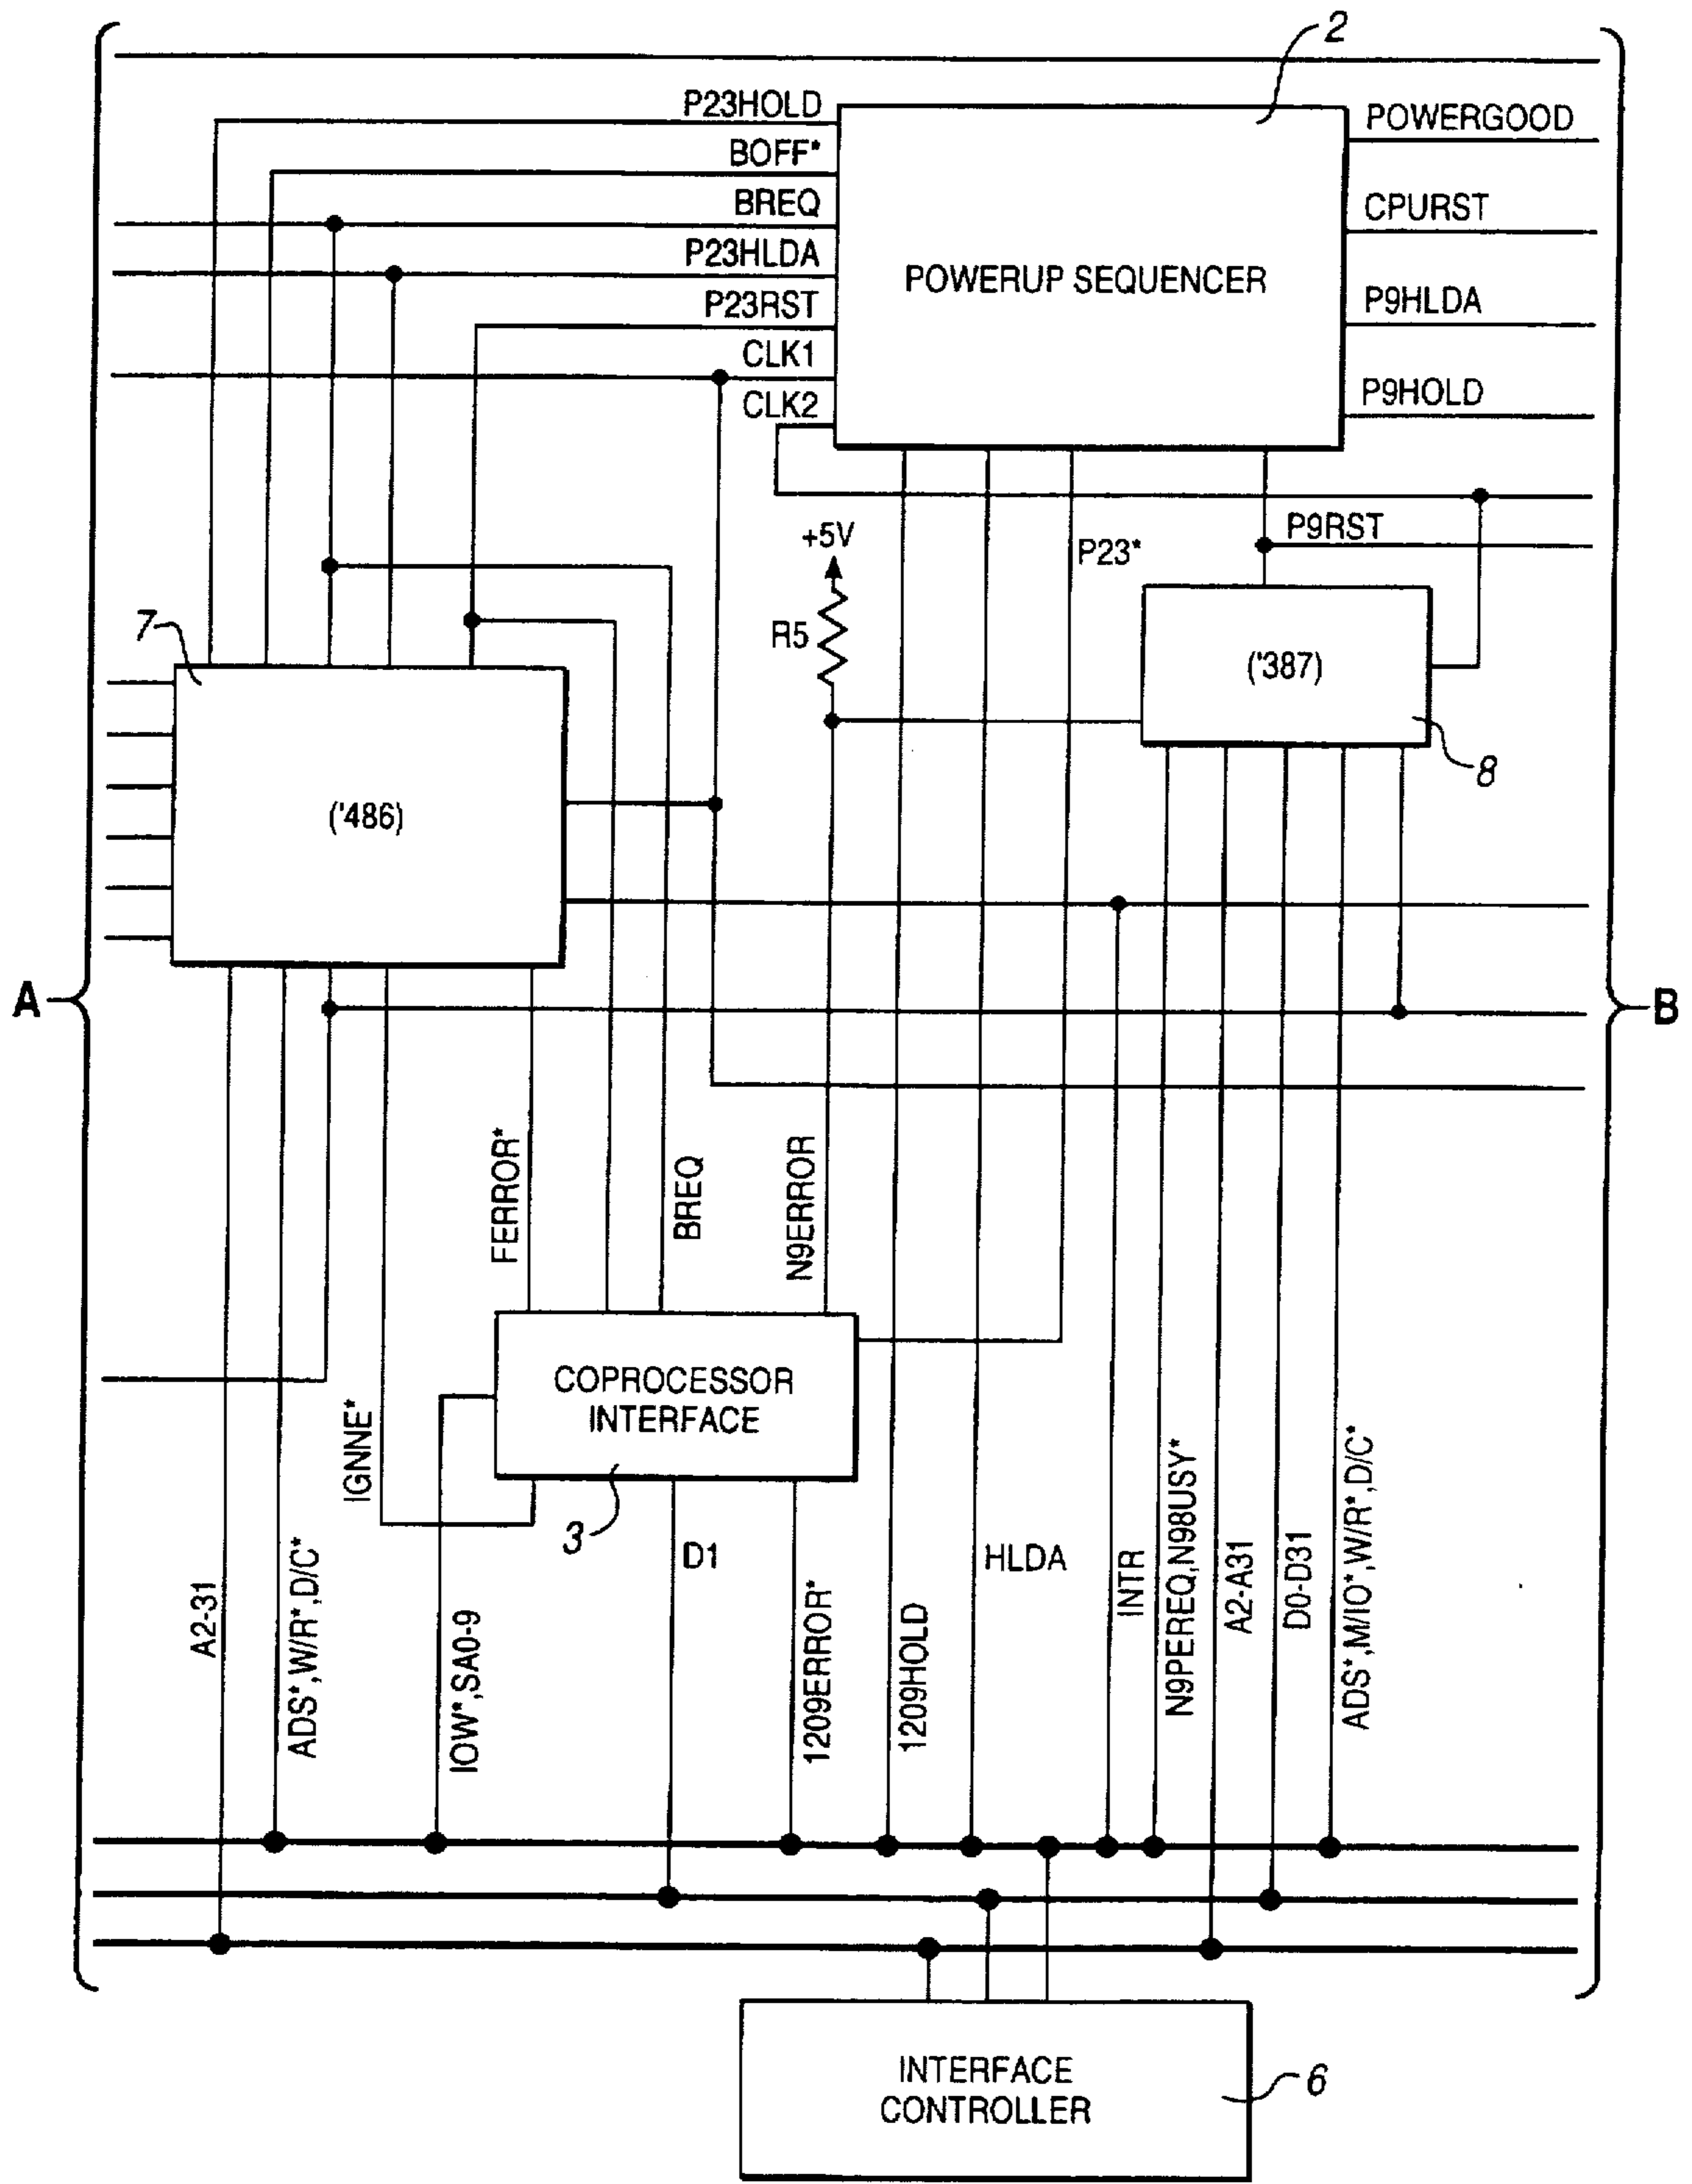 2
P23HOLD
BOFF*
BREQ
P23HLDA
P23RST
CLK1
CLK2
POWERUP SEQUENCER
POWERGOOD
CPURST
P9HLDA
P9HOLD
+5V
R5
P23*
P9RST
7
('486)
('387)
8
A
B
FERROR*
BREQ
N9ERROR
COPROCESSOR
INTERFACE
3
IGNNE*
A2-31
ADS*,W/R*,D/C*
IOW*,SA0-9
D1
1209ERROR*
1209HOLD
HLDA
INTR
N9PEREQ,N98USY*
A2-A31
D0-D31
ADS*,M/IO*,W/R*,D/C*
INTERFACE
CONTROLLER
6